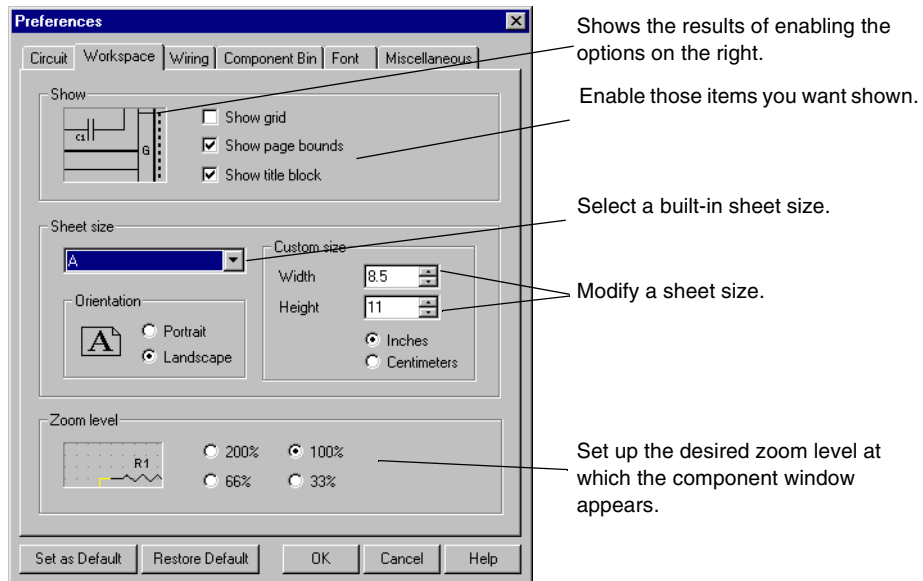 Preferences
Circuit Workspace Wiring Component Bin Font Miscellaneous
Show
C1
G
Show grid
Show page bounds
Show title block
Sheet size
A
Orientation
A
Portrait
Landscape
Custom size
Width 8.5
Height 11
Inches
Centimeters
Zoom level
R1
200% 100%
66% 33%
Set as Default Restore Default OK Cancel Help
Shows the results of enabling the
options on the right.
Enable those items you want shown.
Select a built-in sheet size.
Modify a sheet size.
Set up the desired zoom level at
which the component window
appears.